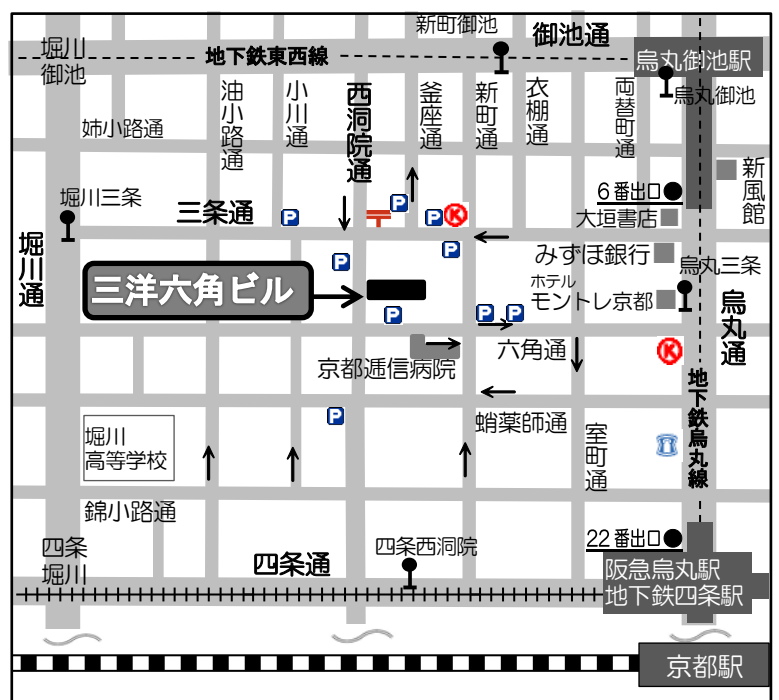 新町御池
御池通
堀川
御池
地下鉄東西線
烏丸御池駅
烏丸御池
姉小路通
油小路通
小川通
西洞院通
釜座通
新町通
衣棚通
両替町通
新風館
6番出口
堀川三条
三条通
P
P
P
K
大垣書店
堀川通
P
P
みずほ銀行
烏丸三条
三洋六角ビル
ホテル
モントレ京都
烏丸通
P
P
P
京都逓信病院
六角通
K
地下鉄烏丸線
P
蛸薬師通
室町通
堀川
高等学校
錦小路通
22番出口
四条
堀川
四条通
四条西洞院
阪急烏丸駅
地下鉄四条駅
京都駅